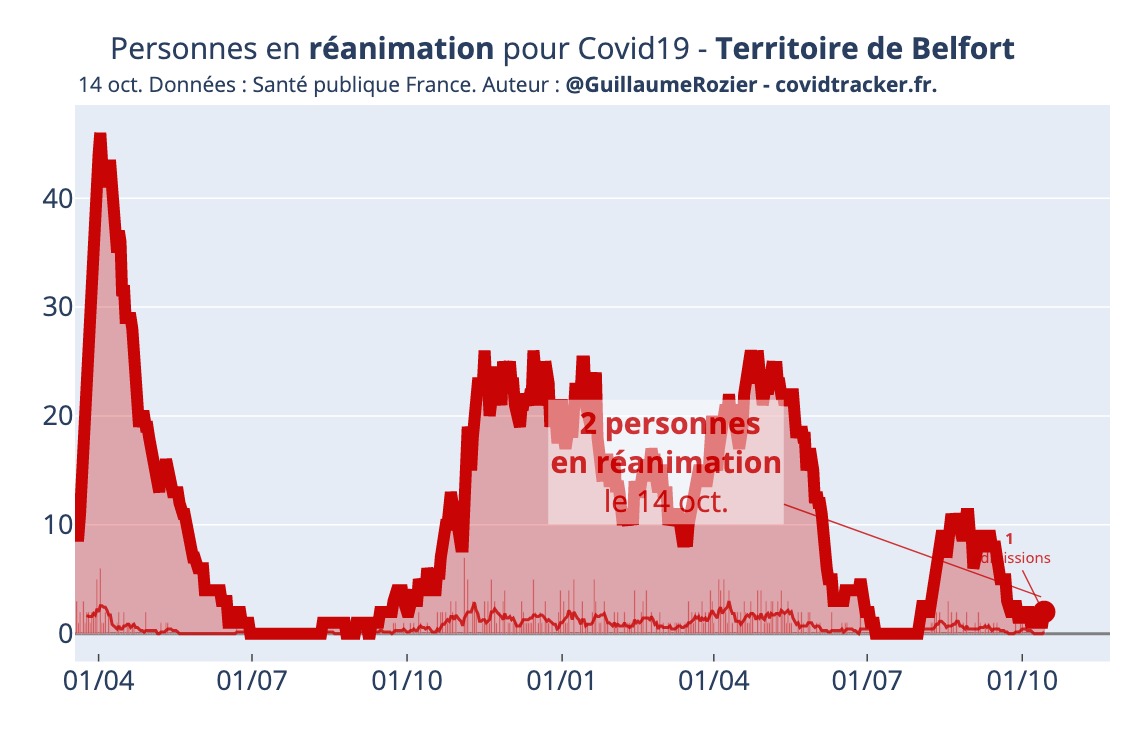 Personnes en réanimation pour Covid19 - Territoire de Belfort
14 oct. Données : Santé publique France. Auteur : @GuillaumeRozier - covidtracker.fr.
40
30
20
10
0
2 personnes
en réanimation
le 14 oct.
1
01/04
01/07
01/10
01/01
01/04
01/07
01/10